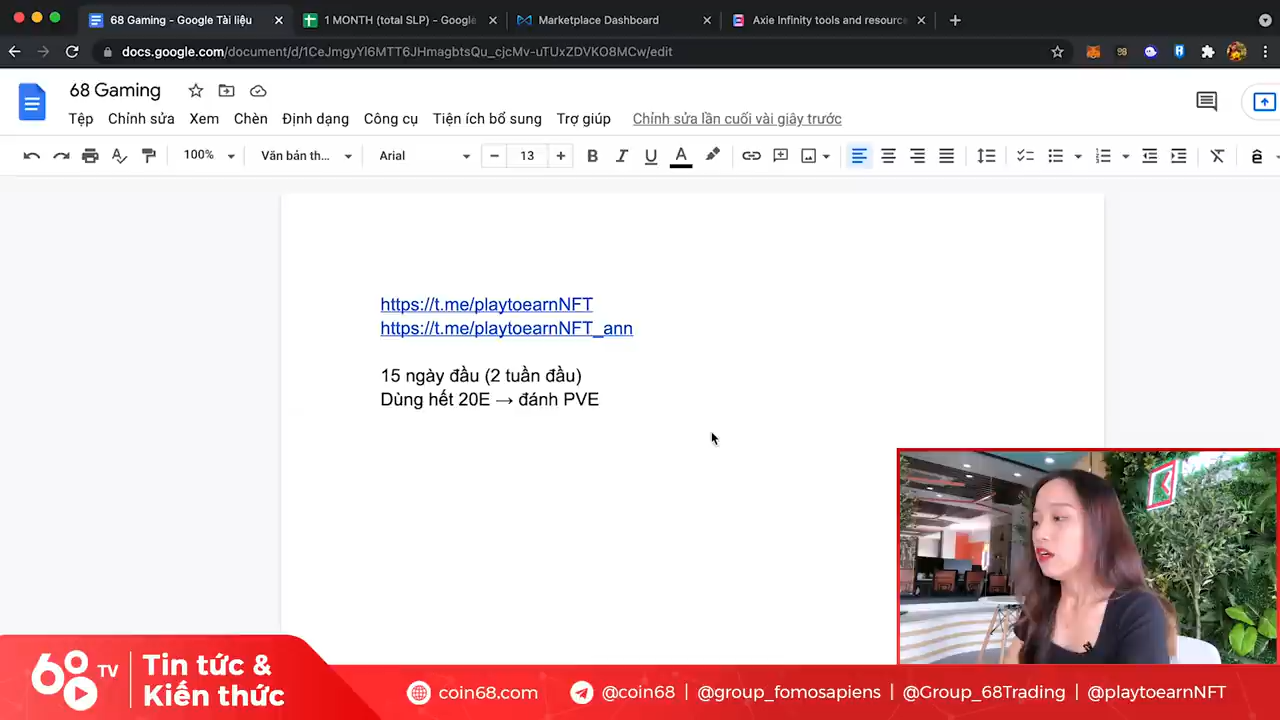 68 Gaming - Google Tài liệu
1 MONTH (total SLP) - Google
Marketplace Dashboard
Axie Infinity tools and resource
docs.google.com/document/d/1CeJmgyYl6MTT6JHmagbtsQu_cjcMv-uTUxZDVKO8MCw/edit
68 Gaming
Tệp Chỉnh sửa Xem Chèn Định dạng Công cụ Tiện ích bổ sung Trợ giúp Chỉnh sửa lần cuối vài giây trước
100% Văn bản th... Arial 13 B I U A
https://t.me/playtoearnNFT
https://t.me/playtoearnNFT_ann
15 ngày đầu (2 tuần đầu)
Dùng hết 20E → đánh PVE
68 TV
Tin tức &
Kiến thức
coin68.com @coin68 | @group_fomosapiens | @Group_68Trading | @playtoearnNFT